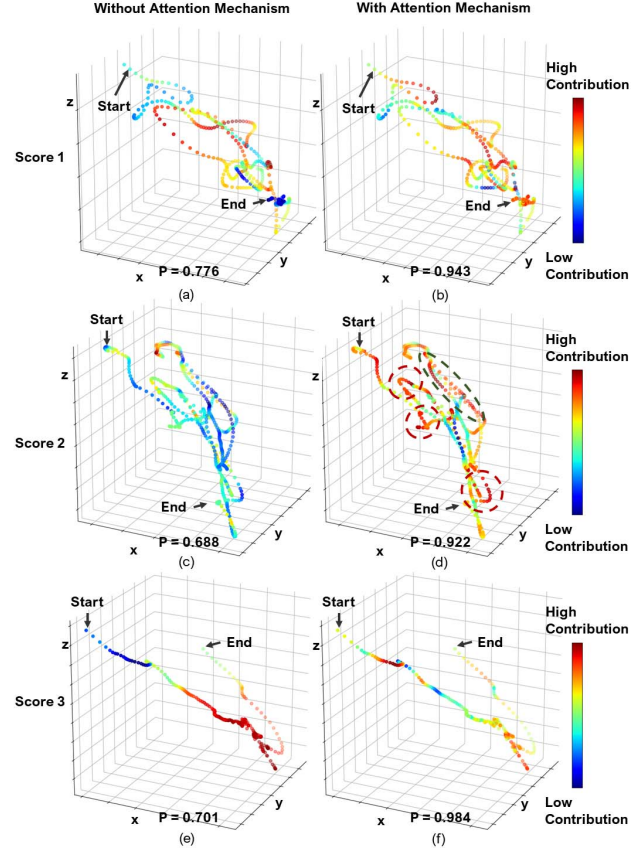 Without Attention Mechanism
With Attention Mechanism
Score 1
z
Start
End
x
y
P = 0.776
(a)
z
Start
End
x
y
P = 0.943
(b)
High
Contribution
Low
Contribution
Score 2
Start
z
End
x
y
P = 0.688
(c)
Start
z
End
x
y
P = 0.922
(d)
High
Contribution
Low
Contribution
Score 3
Start
z
End
x
y
P = 0.701
(e)
Start
z
End
x
y
P = 0.984
(f)
High
Contribution
Low
Contribution